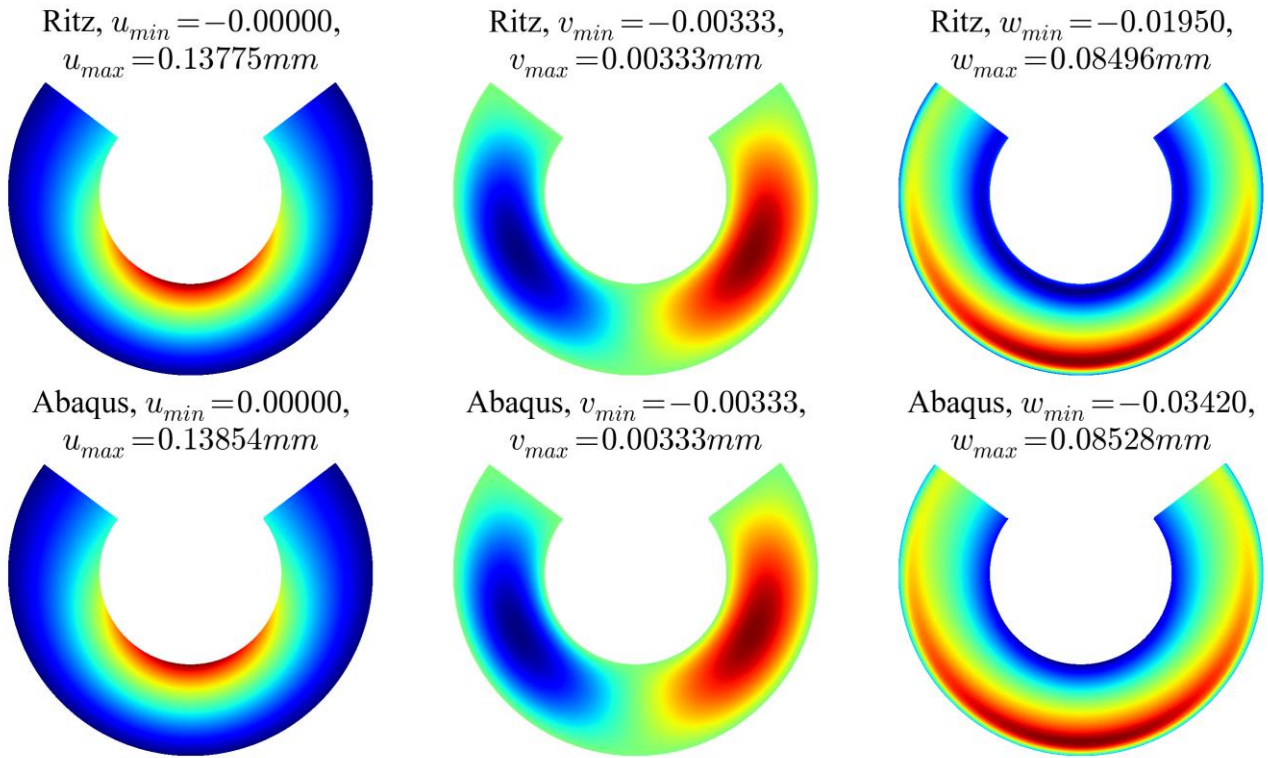 Ritz, u_min=−0.00000,
u_max=0.13775mm
Ritz, v_min=−0.00333,
v_max=0.00333mm
Ritz, w_min=−0.01950,
w_max=0.08496mm
Abaqus, u_min=0.00000,
u_max=0.13854mm
Abaqus, v_min=−0.00333,
v_max=0.00333mm
Abaqus, w_min=−0.03420,
w_max=0.08528mm